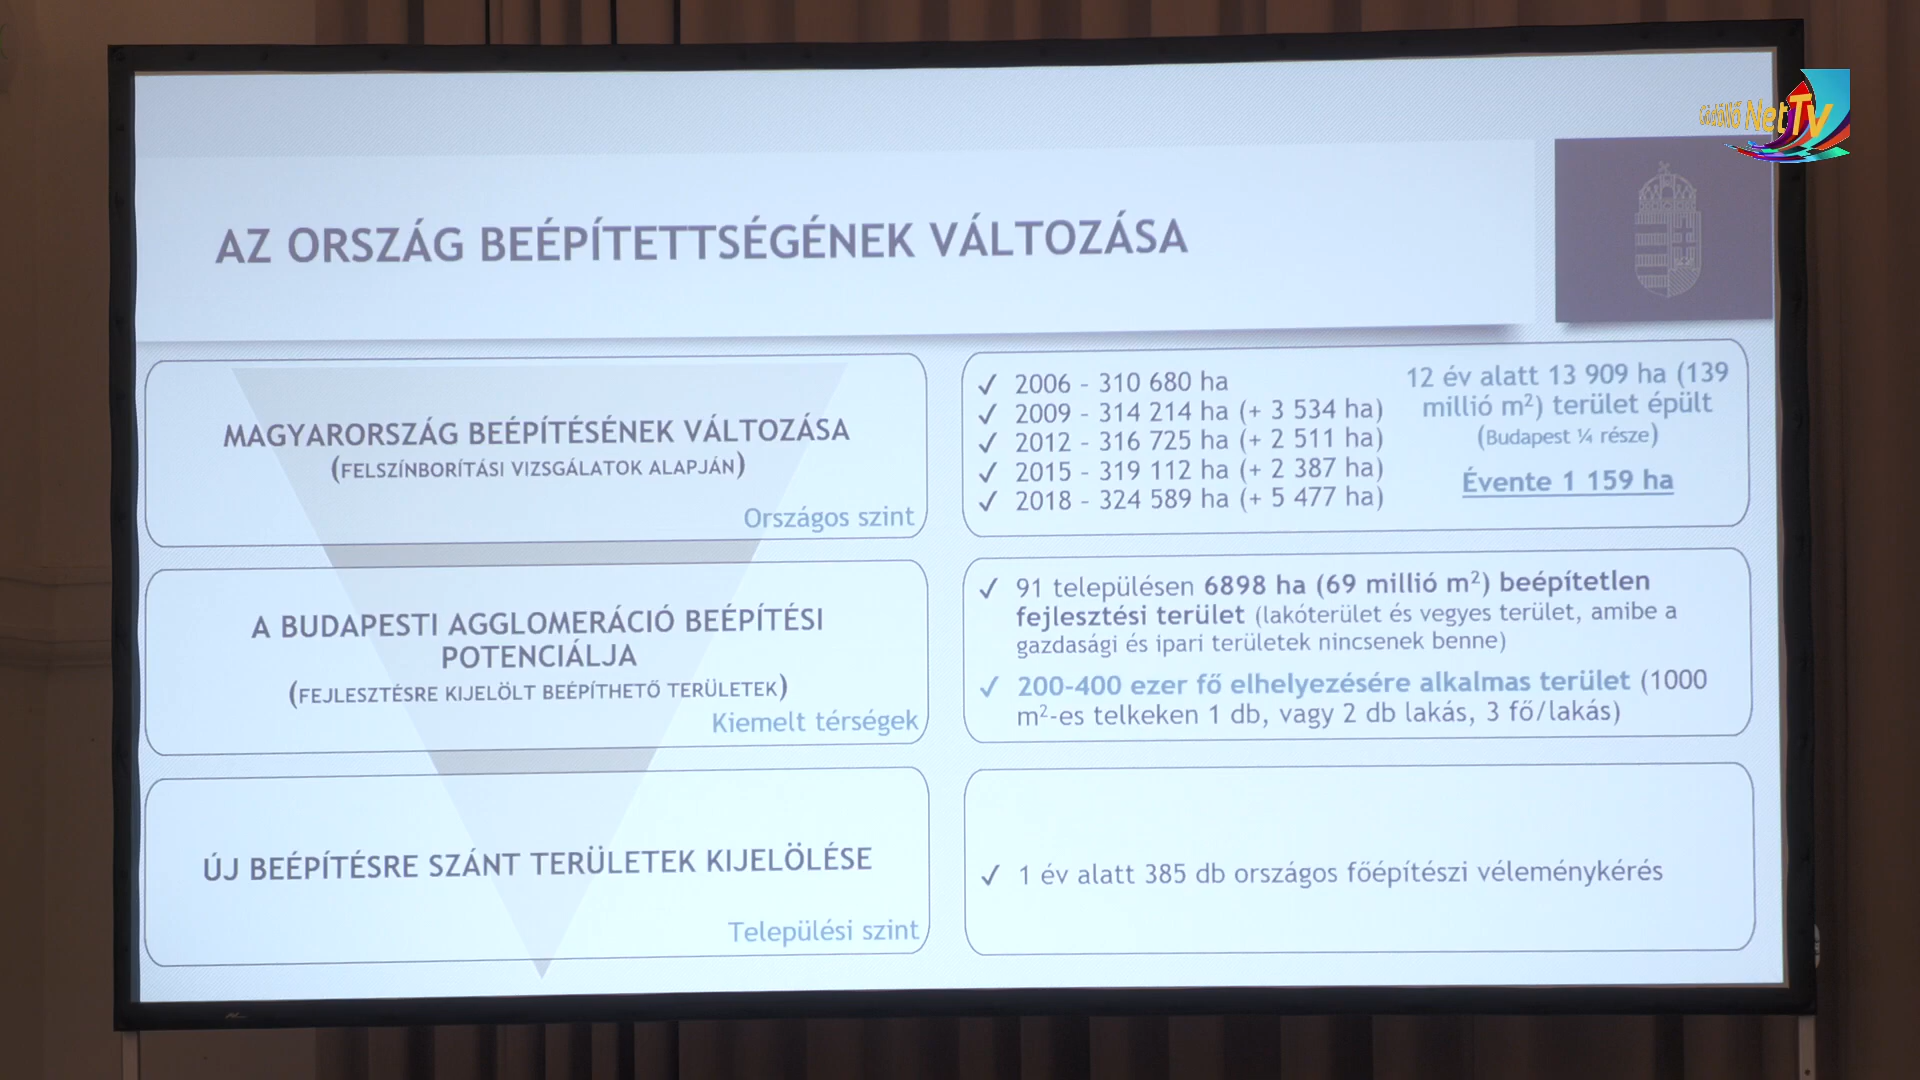 Gödöllő NetTv
AZ ORSZÁG BEÉPÍTETTSÉGÉNEK VÁLTOZÁSA
MAGYARORSZÁG BEÉPÍTÉSÉNEK VÁLTOZÁSA
(FELSZÍNBORÍTÁSI VIZSGÁLATOK ALAPJÁN)
Országos szint
✓ 2006 - 310 680 ha
✓ 2009 - 314 214 ha (+ 3 534 ha)
✓ 2012 - 316 725 ha (+ 2 511 ha)
✓ 2015 - 319 112 ha (+ 2 387 ha)
✓ 2018 - 324 589 ha (+ 5 477 ha)
12 év alatt 13 909 ha (139
millió m²) terület épült
(Budapest ¼ része)
Évente 1 159 ha
A BUDAPESTI AGGLOMERÁCIÓ BEÉPÍTÉSI
POTENCIÁLJA
(FEJLESZTÉSRE KIJELÖLT BEÉPÍTHETŐ TERÜLETEK)
Kiemelt térségek
✓ 91 településen 6898 ha (69 millió m²) beépítetlen
fejlesztési terület (lakóterület és vegyes terület, amibe a
gazdasági és ipari területek nincsenek benne)
✓ 200-400 ezer fő elhelyezésére alkalmas terület (1000
m²-es telkeken 1 db, vagy 2 db lakás, 3 fő/lakás)
ÚJ BEÉPÍTÉSRE SZÁNT TERÜLETEK KIJELÖLÉSE
Települési szint
✓ 1 év alatt 385 db országos főépítészi véleménykérés